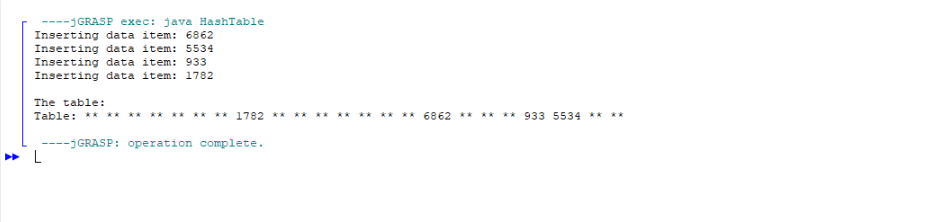 ----jGRASP exec: java HashTable
Inserting data item: 6862
Inserting data item: 5534
Inserting data item: 933
Inserting data item: 1782
The table:
Table: ** ** ** ** ** ** ** 1782 ** ** ** ** ** ** ** 6862 ** ** ** 933 5534 ** **
----jGRASP: operation complete.